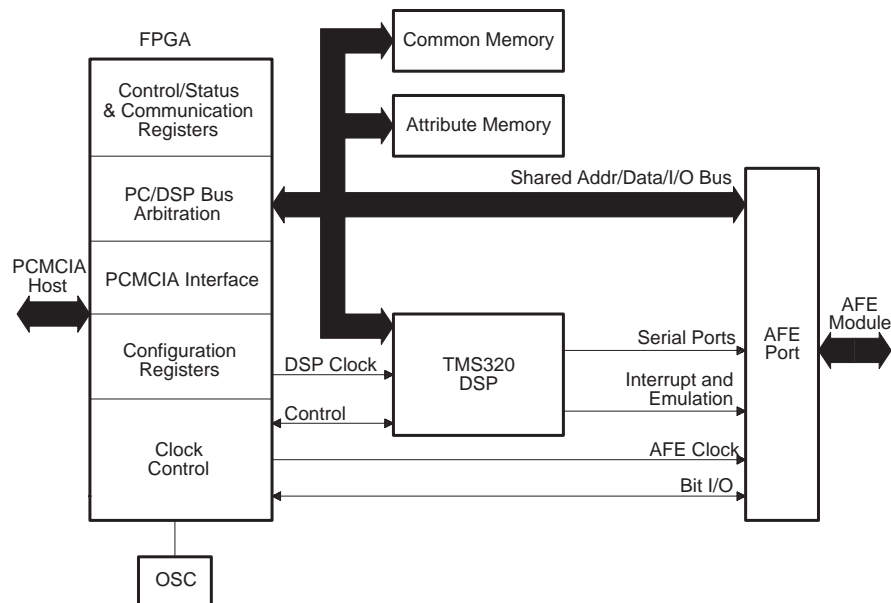 FPGA
Control/Status
& Communication
Registers
PC/DSP Bus
Arbitration
PCMCIA Interface
Configuration
Registers
Clock
Control
PCMCIA
Host
OSC
Common Memory
Attribute Memory
Shared Addr/Data/I/O Bus
TMS320
DSP
DSP Clock
Control
Serial Ports
Interrupt and
Emulation
AFE Clock
Bit I/O
AFE
Port
AFE
Module